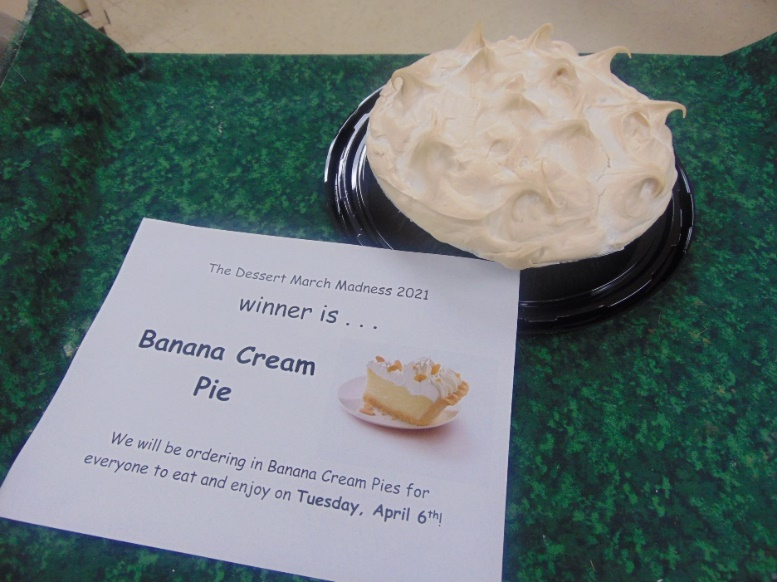 The Dessert March Madness 2021
winner is . . .
Banana Cream
Pie
We will be ordering in Banana Cream Pies for
everyone to eat and enjoy on Tuesday, April 6th!